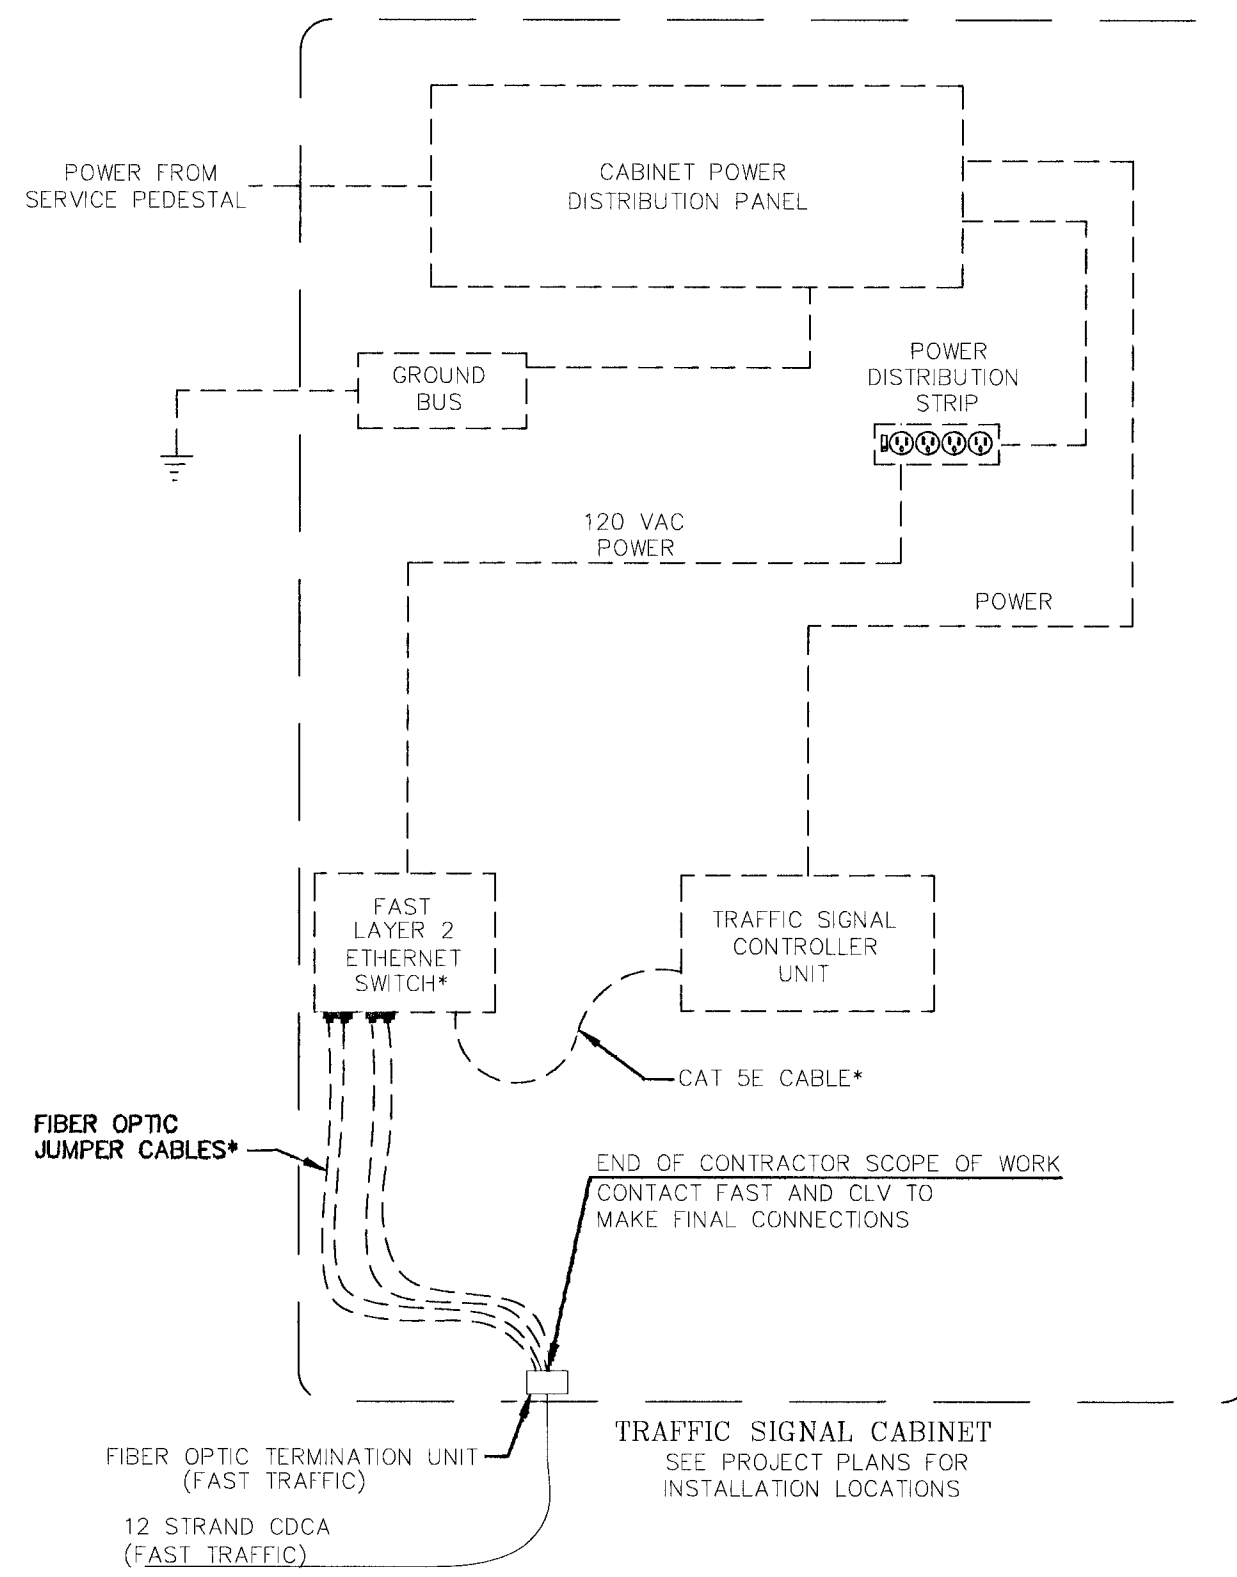 POWER FROM
SERVICE PEDESTAL
CABINET POWER
DISTRIBUTION PANEL
GROUND
BUS
POWER
DISTRIBUTION
STRIP
120 VAC
POWER
POWER
FAST
LAYER 2
ETHERNET
SWITCH*
TRAFFIC SIGNAL
CONTROLLER
UNIT
CAT 5E CABLE*
FIBER OPTIC
JUMPER CABLES*
END OF CONTRACTOR SCOPE OF WORK
CONTACT FAST AND CLV TO
MAKE FINAL CONNECTIONS
TRAFFIC SIGNAL CABINET
SEE PROJECT PLANS FOR
INSTALLATION LOCATIONS
FIBER OPTIC TERMINATION UNIT
(FAST TRAFFIC)
12 STRAND CDCA
(FAST TRAFFIC)